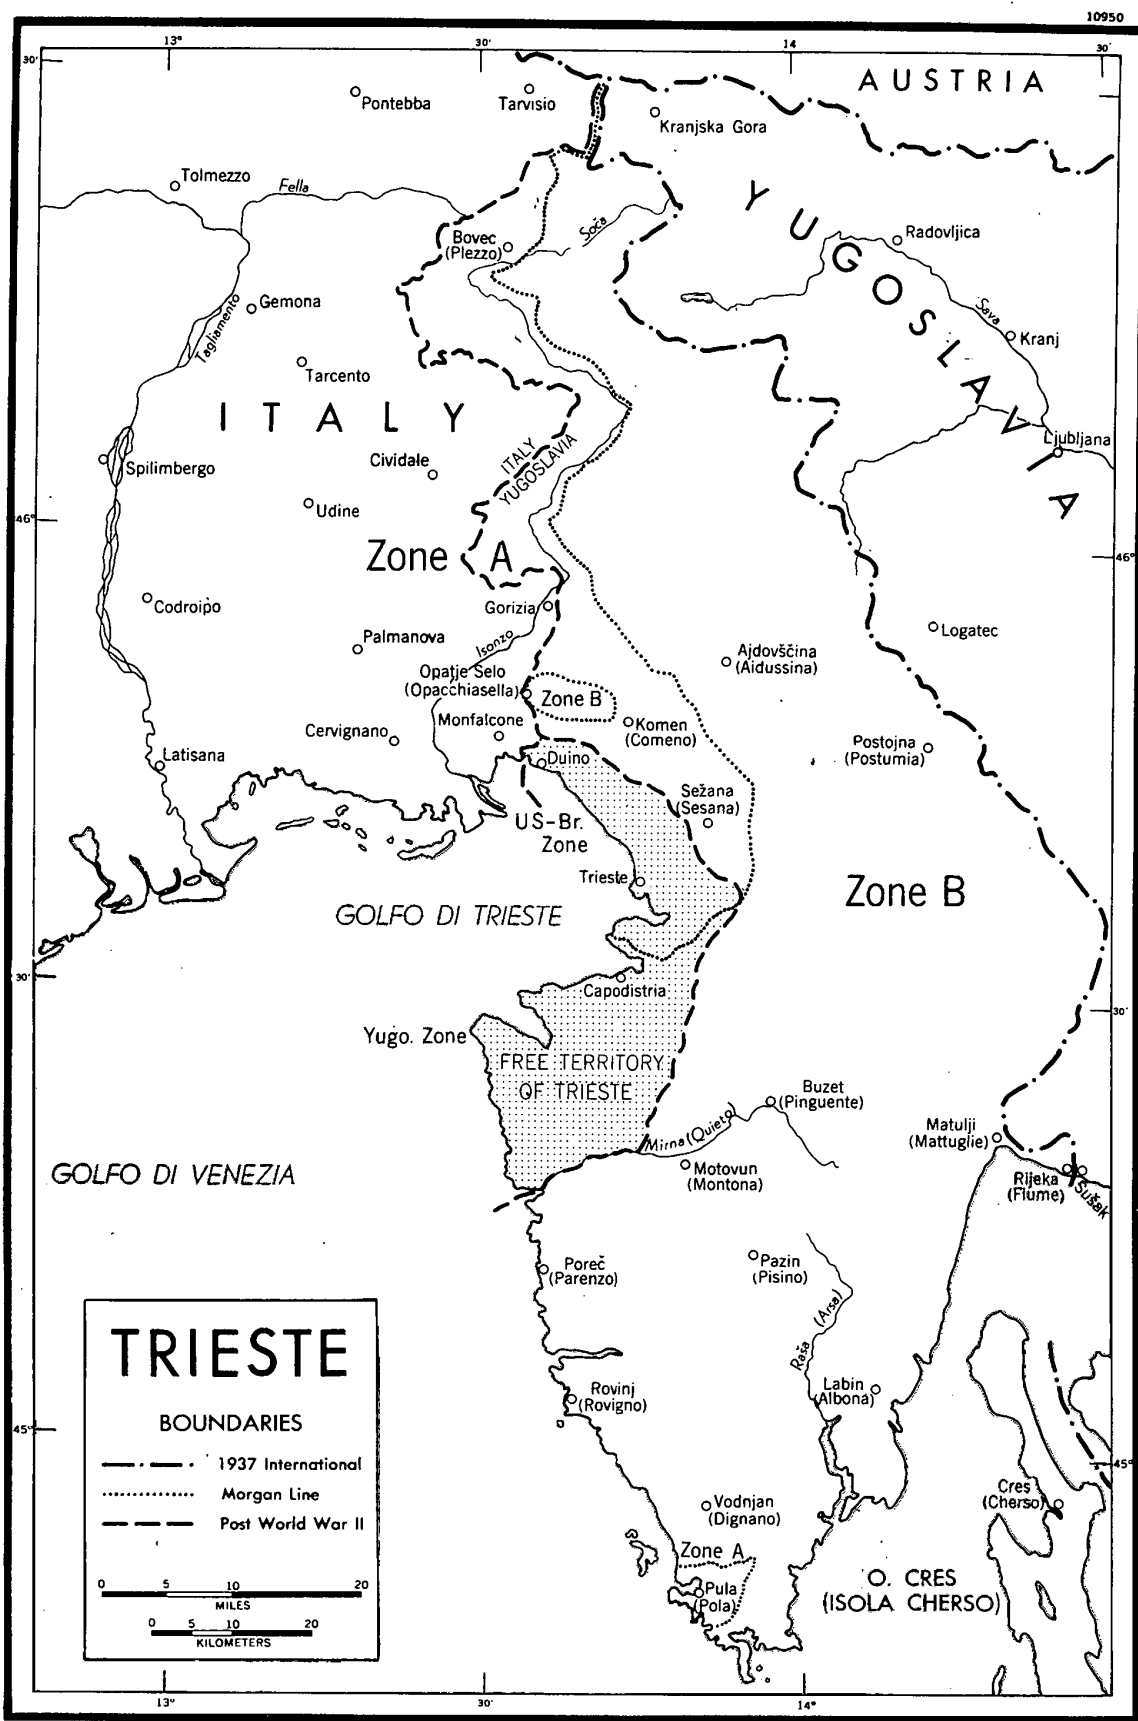 10950
13°
30'
14
30'
30'
AUSTRIA
Pontebba
Tarvisio
Kranjska Gora
Tolmezzo
Fella
YUGOSLAVIA
Soča
Bovec
(Plezzo)
Radovljica
Gemona
Tagliamento
Sava
Kranj
Tarcento
ITALY
Ljubljana
Spilimbergo
Cividale
ITALY
YUGOSLAVIA
Udine
46°
46°
Zone A
Codroipo
Gorizia
Logatec
Palmanova
Isonzo
Ajdovščina
(Aidussina)
Opatje Selo
(Opacchiasella)
Zone B
Monfalcone
Komen
(Comeno)
Cervignano
Postojna
(Postumia)
Latisana
Duino
Sežana
(Sesana)
US-Br.
Zone
Trieste
Zone B
GOLFO DI TRIESTE
30'
Capodistria
30'
Yugo. Zone
FREE TERRITORY
OF TRIESTE
Buzet
(Pinguente)
Mirna (Quieto)
Matulji
(Mattuglie)
GOLFO DI VENEZIA
Motovun
(Montona)
Rijeka
(Fiume)
Sušak
Poreč
(Parenzo)
Pazin
(Pisino)
Raša (Arsa)
Rovinj
(Rovigno)
Labin
(Albona)
45°
45°
Cres
(Cherso)
Vodnjan
(Dignano)
Zone A
Pula
(Pola)
O. CRES
(ISOLA CHERSO)
TRIESTE
BOUNDARIES
1937 International
Morgan Line
Post World War II
0 5 10 20
MILES
0 5 10 20
KILOMETERS
13°
30'
14°